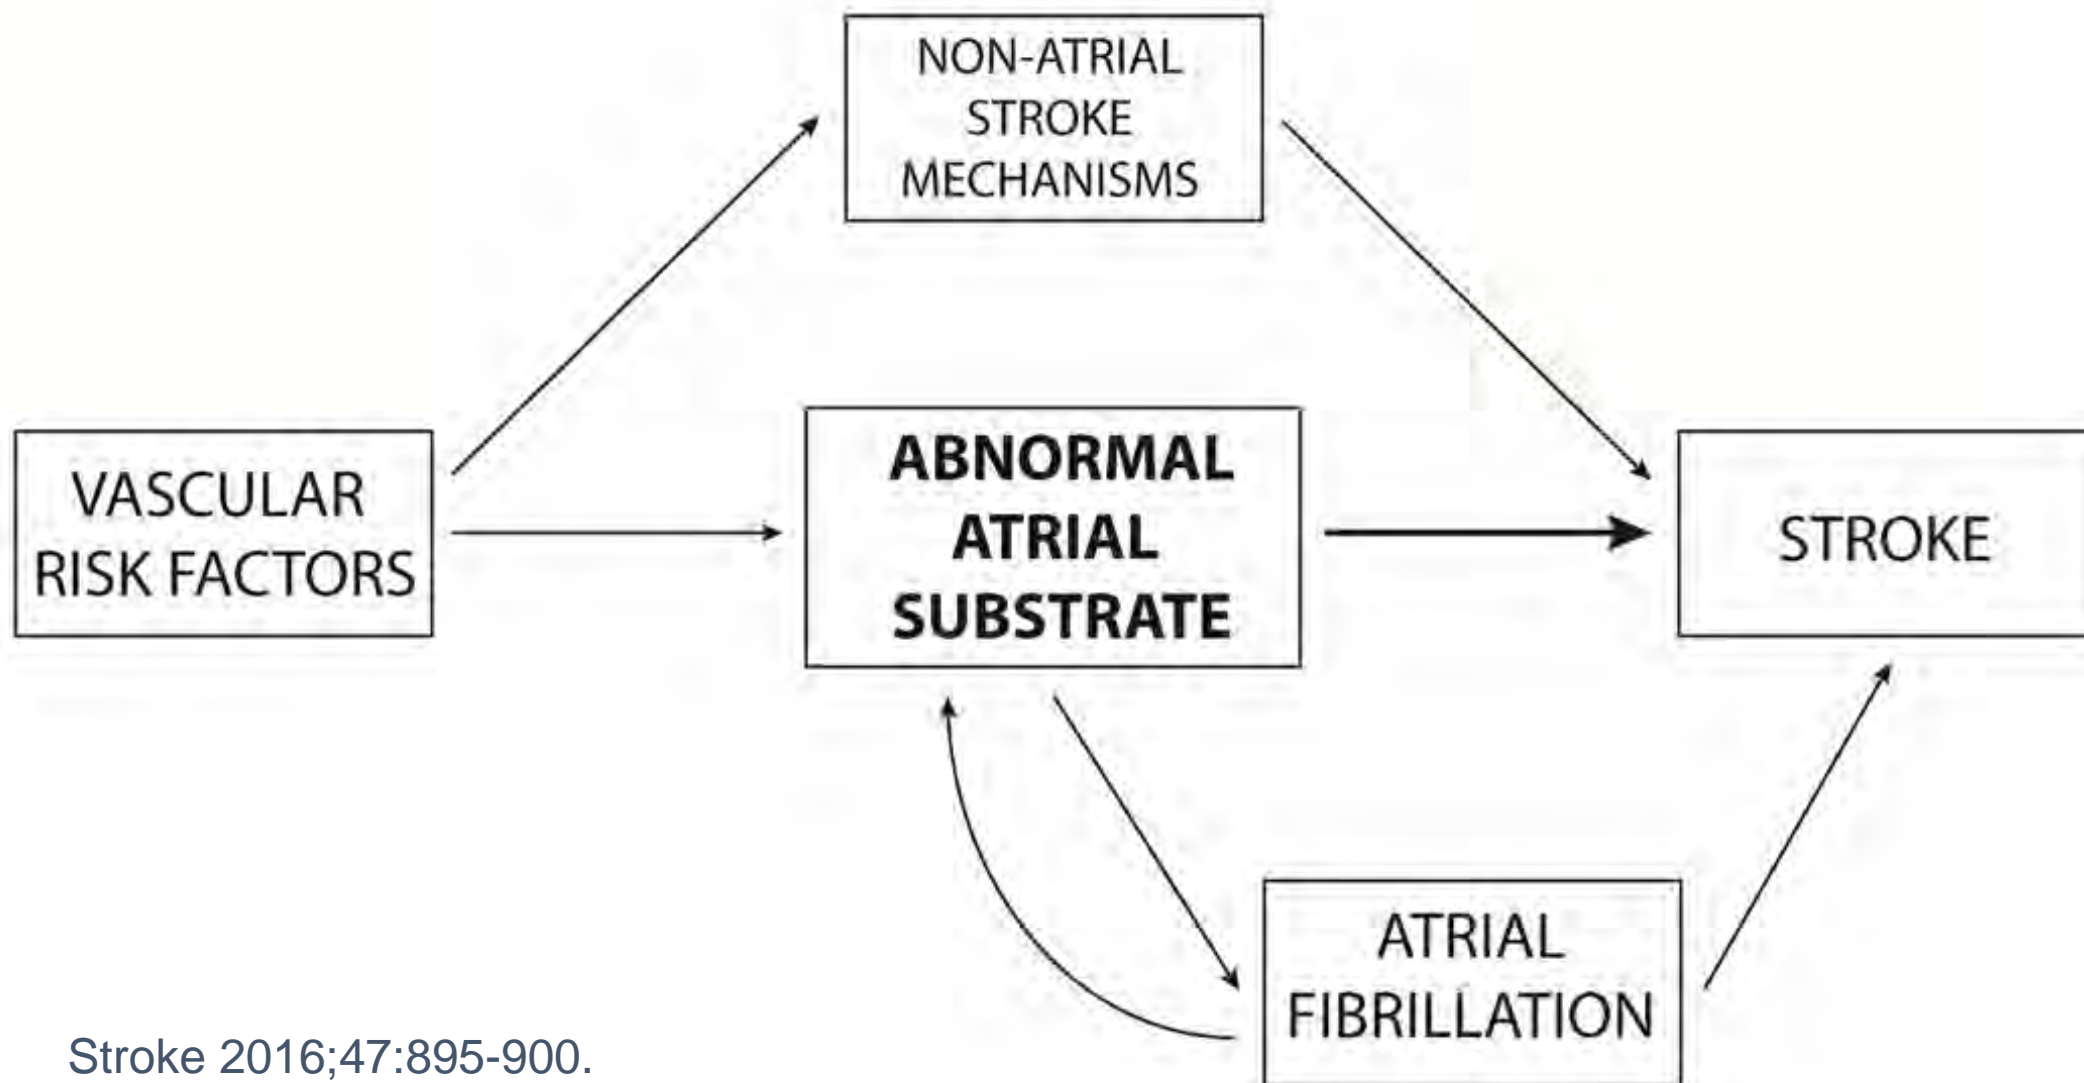 NON-ATRIAL
STROKE
MECHANISMS
VASCULAR
RISK FACTORS
ABNORMAL
ATRIAL
SUBSTRATE
STROKE
ATRIAL
FIBRILLATION
Stroke 2016;47:895-900.